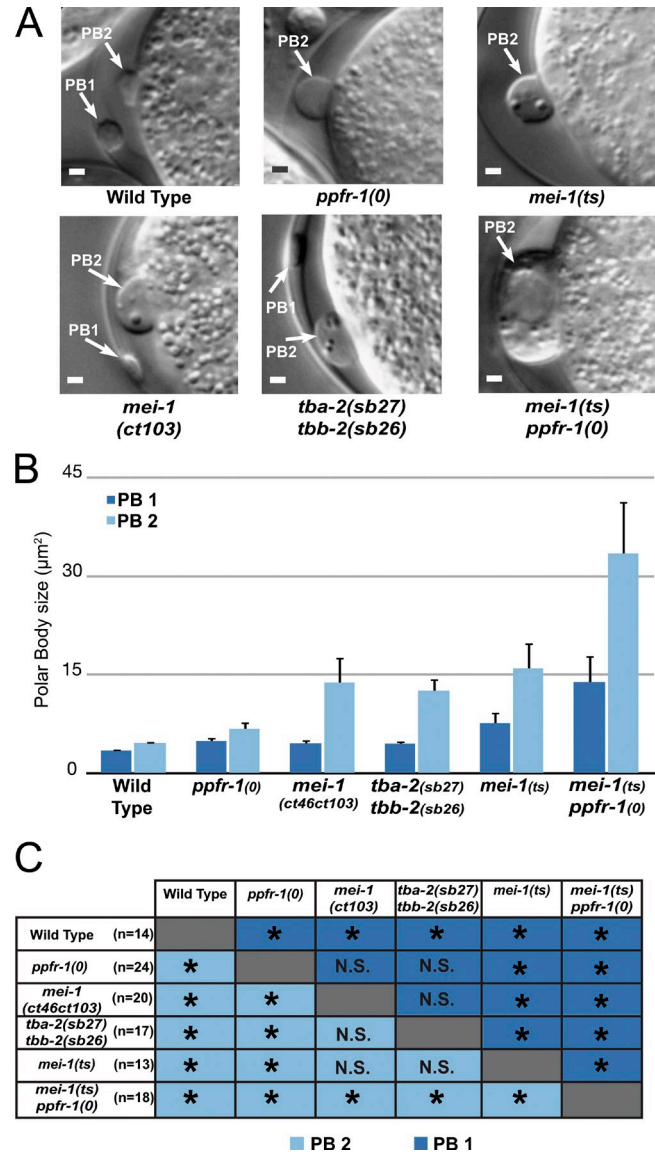 A
PB2
PB1
Wild Type
PB2
ppfr-1(0)
PB2
mei-1(ts)
PB2
PB1
mei-1
(ct103)
PB1
PB2
tba-2(sb27)
tbb-2(sb26)
PB2
mei-1(ts)
ppfr-1(0)
B
Polar Body size (µm²)
45
30
15
0
PB 1
PB 2
Wild
Type
ppfr-1(0)
mei-1
(ct46ct103)
tba-2(sb27)
tbb-2(sb26)
mei-1(ts)
mei-1(ts)
ppfr-1(0)
C
Wild Type ppfr-1(0) mei-1 (ct103) tba-2(sb27) tbb-2(sb26) mei-1(ts) mei-1(ts) ppfr-1(0)
Wild Type (n=14) * * * * *
ppfr-1(0) (n=24) * N.S. N.S. * *
mei-1 (ct46ct103) (n=20) * * N.S. * *
tba-2(sb27) tbb-2(sb26) (n=17) * * N.S. * *
mei-1(ts) (n=13) * * N.S. N.S. *
mei-1(ts) ppfr-1(0) (n=18) * * * * *
PB 2 PB 1